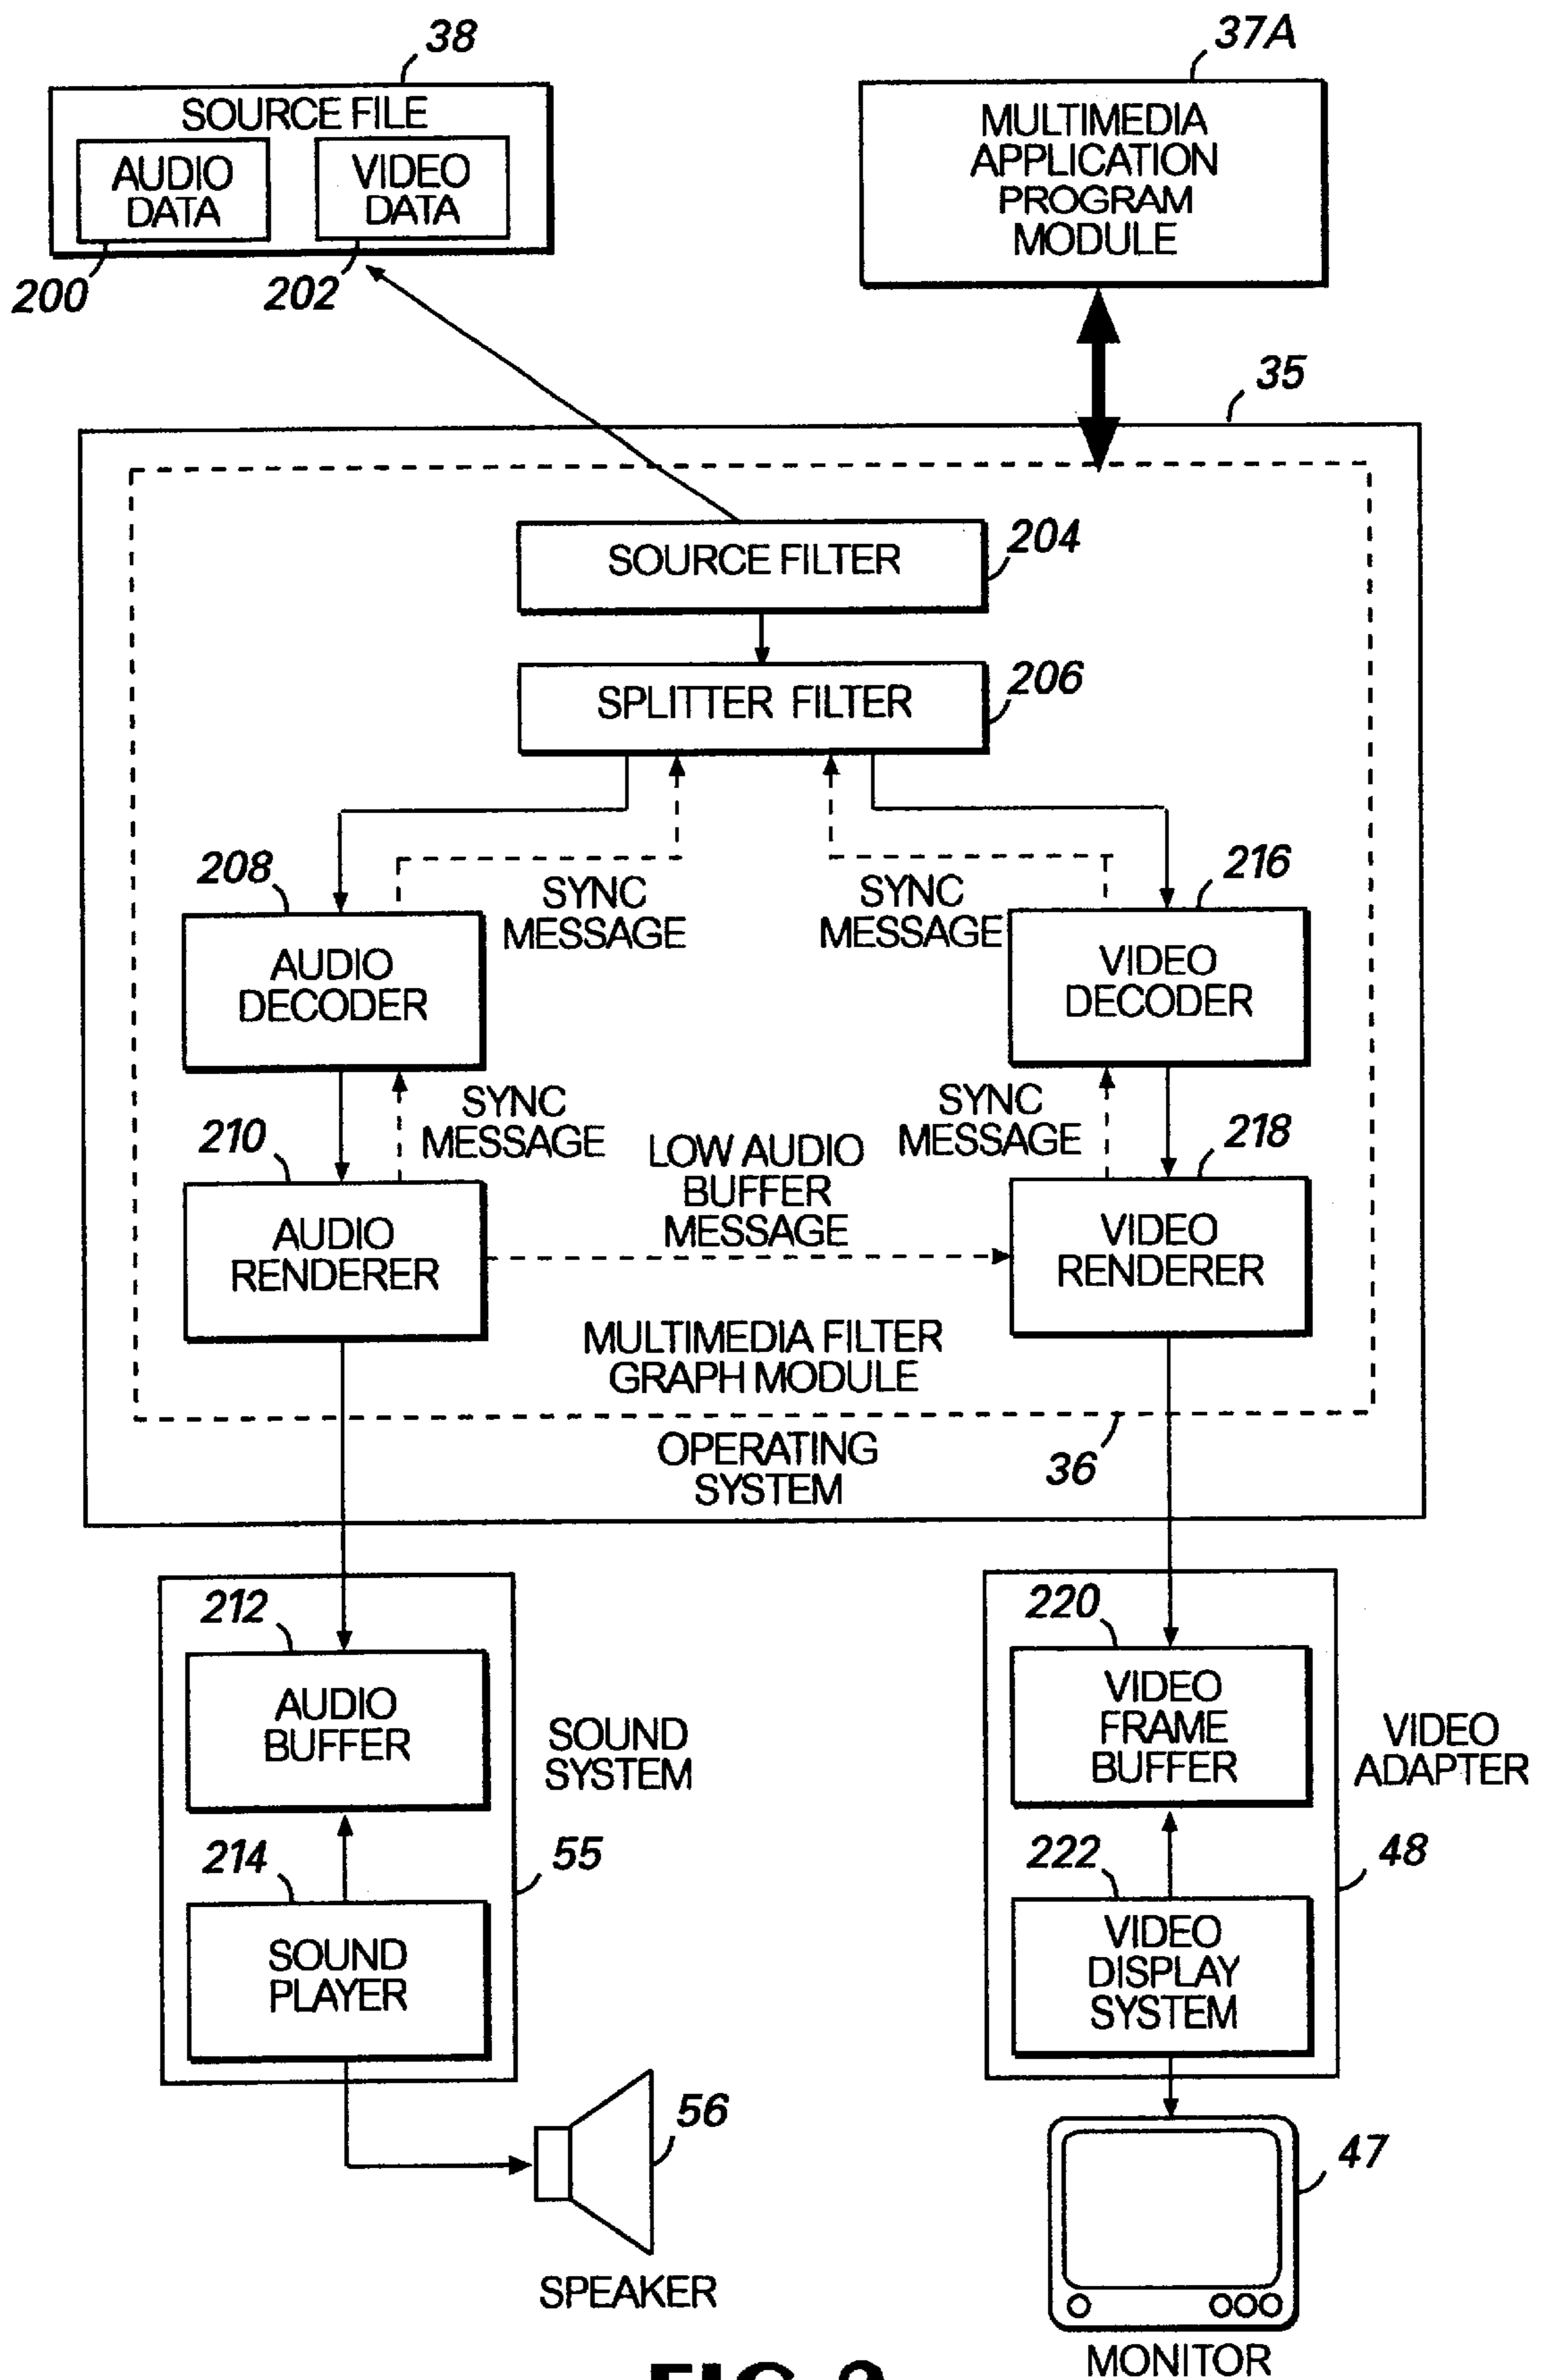 38
SOURCE FILE
AUDIO
DATA
VIDEO
DATA
200
202
37A
MULTIMEDIA
APPLICATION
PROGRAM
MODULE
35
SOURCE FILTER
204
SPLITTER FILTER
206
208
SYNC
MESSAGE
SYNC
MESSAGE
216
AUDIO
DECODER
VIDEO
DECODER
210
SYNC
MESSAGE
LOW AUDIO
BUFFER
MESSAGE
SYNC
MESSAGE
218
AUDIO
RENDERER
VIDEO
RENDERER
MULTIMEDIA FILTER
GRAPH MODULE
OPERATING
SYSTEM
36
212
AUDIO
BUFFER
SOUND
SYSTEM
220
VIDEO
FRAME
BUFFER
VIDEO
ADAPTER
214
55
SOUND
PLAYER
222
48
VIDEO
DISPLAY
SYSTEM
56
SPEAKER
47
MONITOR